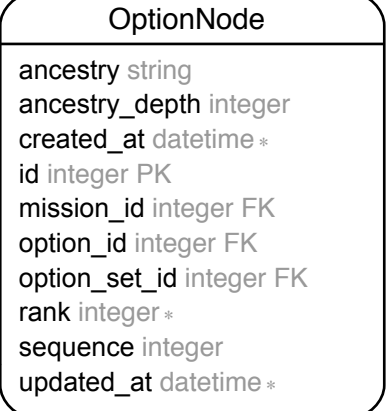 OptionNode
ancestry string
ancestry_depth integer
created_at datetime *
id integer PK
mission_id integer FK
option_id integer FK
option_set_id integer FK
rank integer *
sequence integer
updated_at datetime *